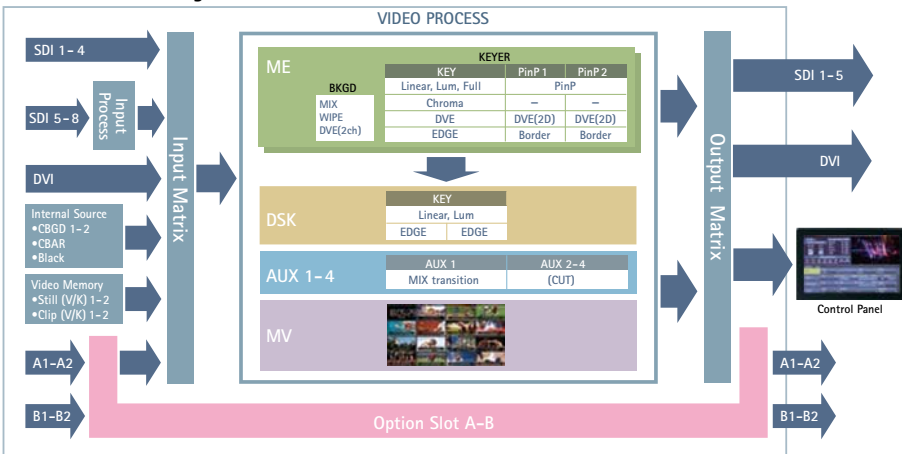 VIDEO PROCESS
SDI 1-4
SDI 5-8
Input Process
DVI
Internal Source
•CBGD 1-2
•CBAR
•Black
Video Memory
•Still (V/K) 1-2
•Clip (V/K) 1-2
A1-A2
B1-B2
Input Matrix
ME
BKGD
MIX
WIPE
DVE(2ch)
KEYER
KEY PinP 1 PinP 2
Linear, Lum, Full PinP
Chroma – –
DVE DVE(2D) DVE(2D)
EDGE Border Border
DSK
KEY
Linear, Lum
EDGE EDGE
AUX 1-4
AUX 1 AUX 2-4
MIX transition (CUT)
MV
Option Slot A-B
Output Matrix
SDI 1-5
DVI
Control Panel
A1-A2
B1-B2